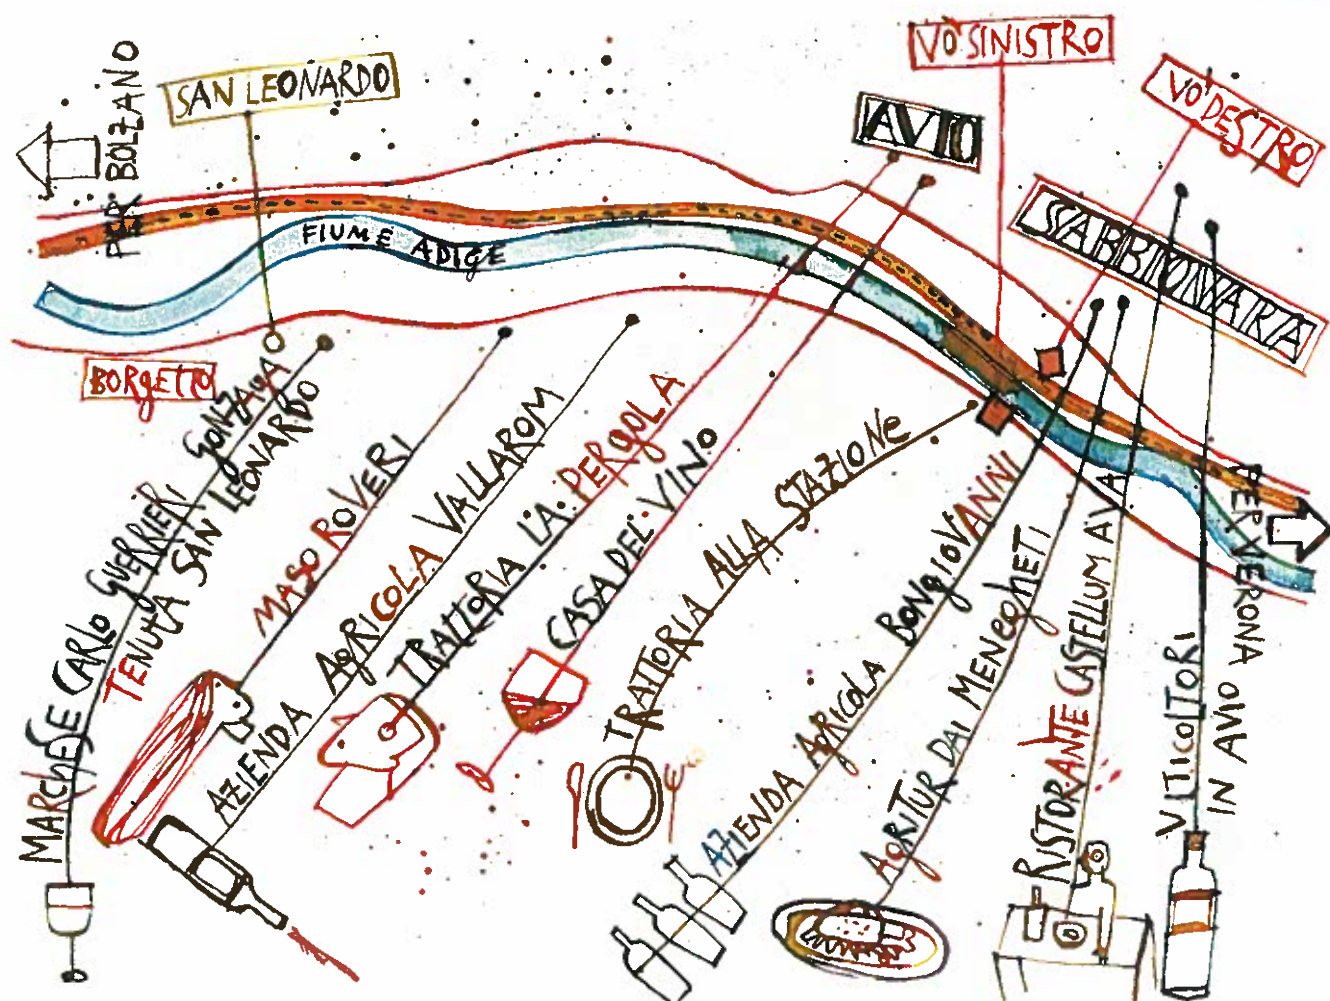 PER BOLZANO
SAN LEONARDO
VO' SINISTRO
AVIO
VO' DESTRO
SABBIONARA
FIUME ADIGE
BORGETTO
MARCHESE CARLO GUERRIERI GONZAGA
TENUTA SAN LEONARDO
MASO ROVERI
AZIENDA AGRICOLA VALLAROM
TRATTORIA LA PERGOLA
CASA DEL VINO
TRATTORIA ALLA STAZIONE
AZIENDA AGRICOLA BONGIOVANNI
AGRITUR DAI MENEGHETI
RISTORANTE CASTELLUM AVA
VITICOLTORI
IN AVIO
PER VERONA